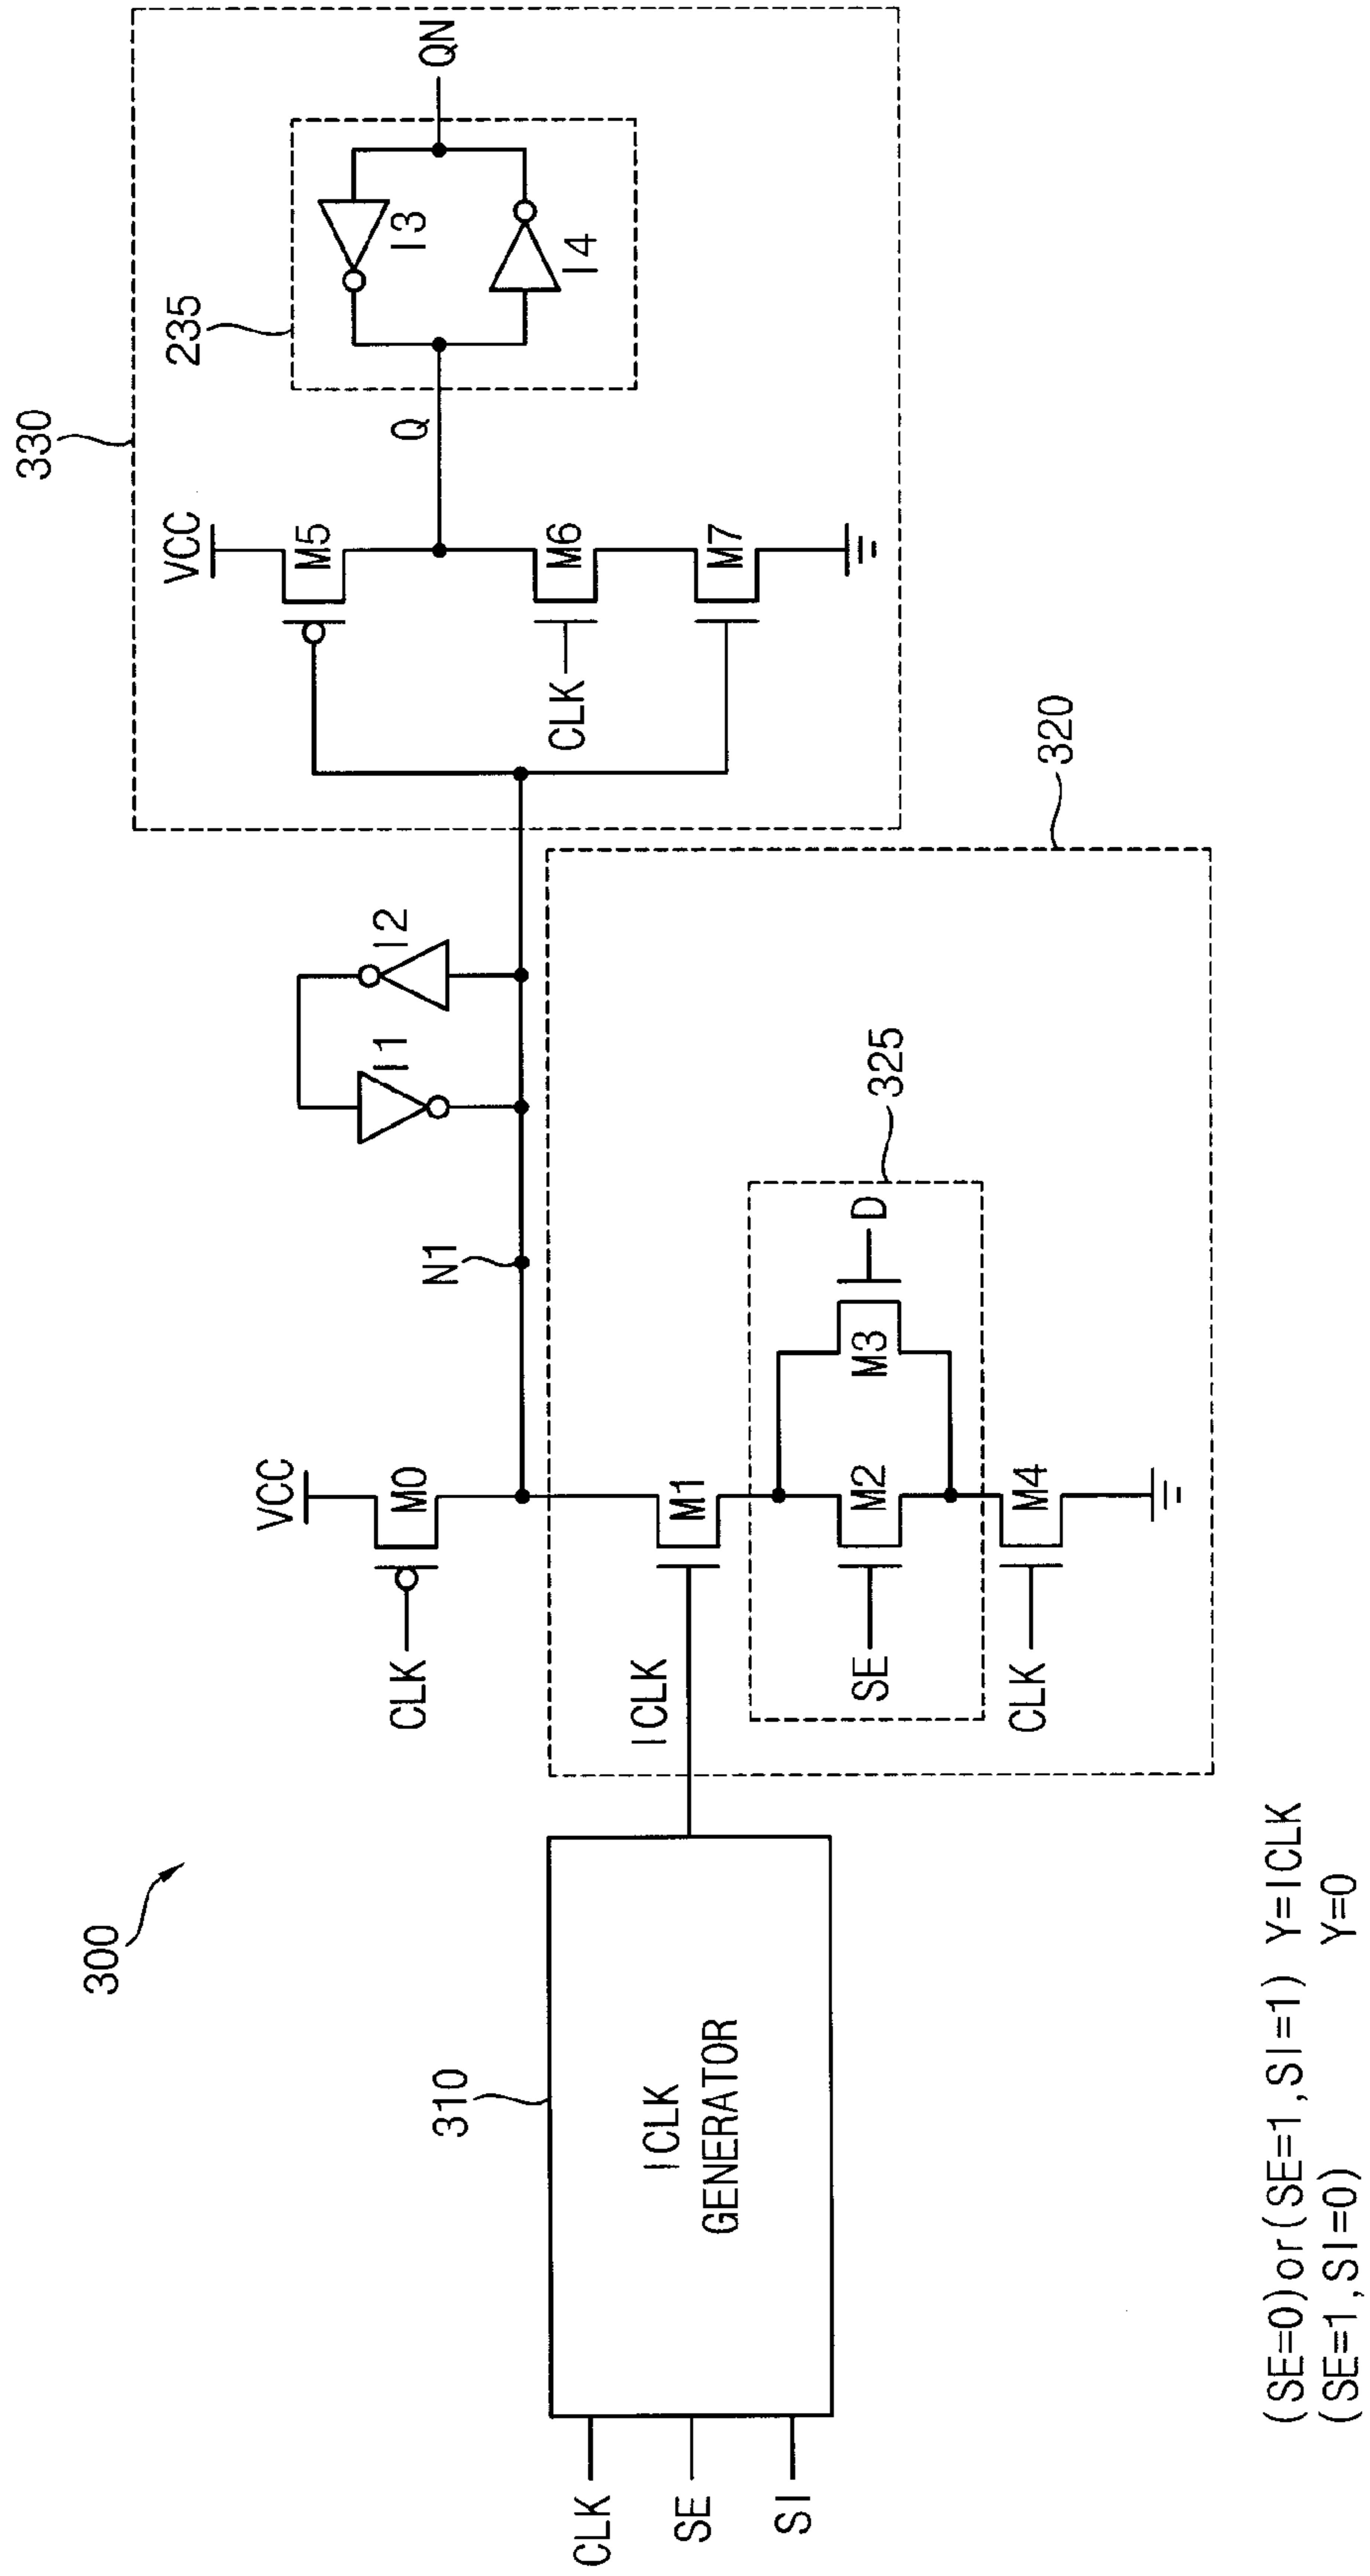 300
330
235
QN
I3
I4
Q
VCC
M5
M6
M7
CLK
I2
I1
N1
VCC
M0
CLK
320
325
D
M3
M1
M2
M4
ICLK
SE
CLK
310
ICLK
GENERATOR
CLK
SE
SI
(SE=0)or(SE=1,SI=1) Y=ICLK
(SE=1,SI=0) Y=0